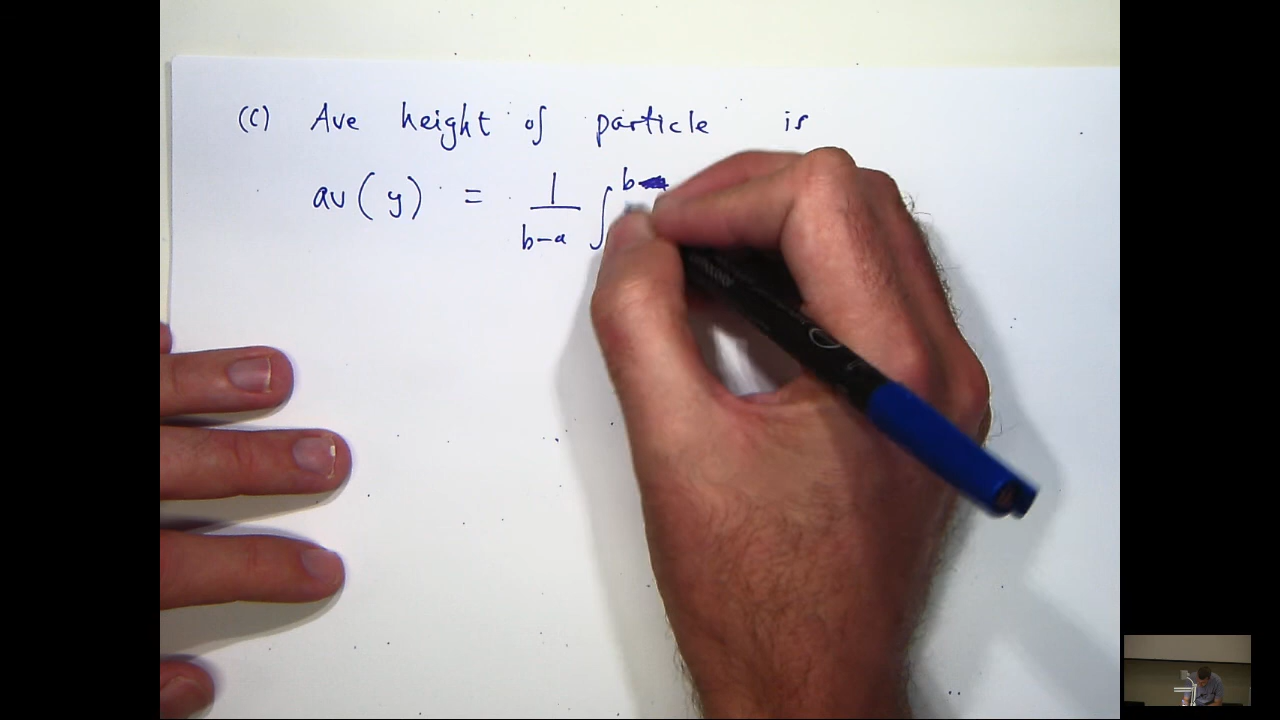 (c) Ave height of particle is
av(y) = 1/(b-a) ∫ b